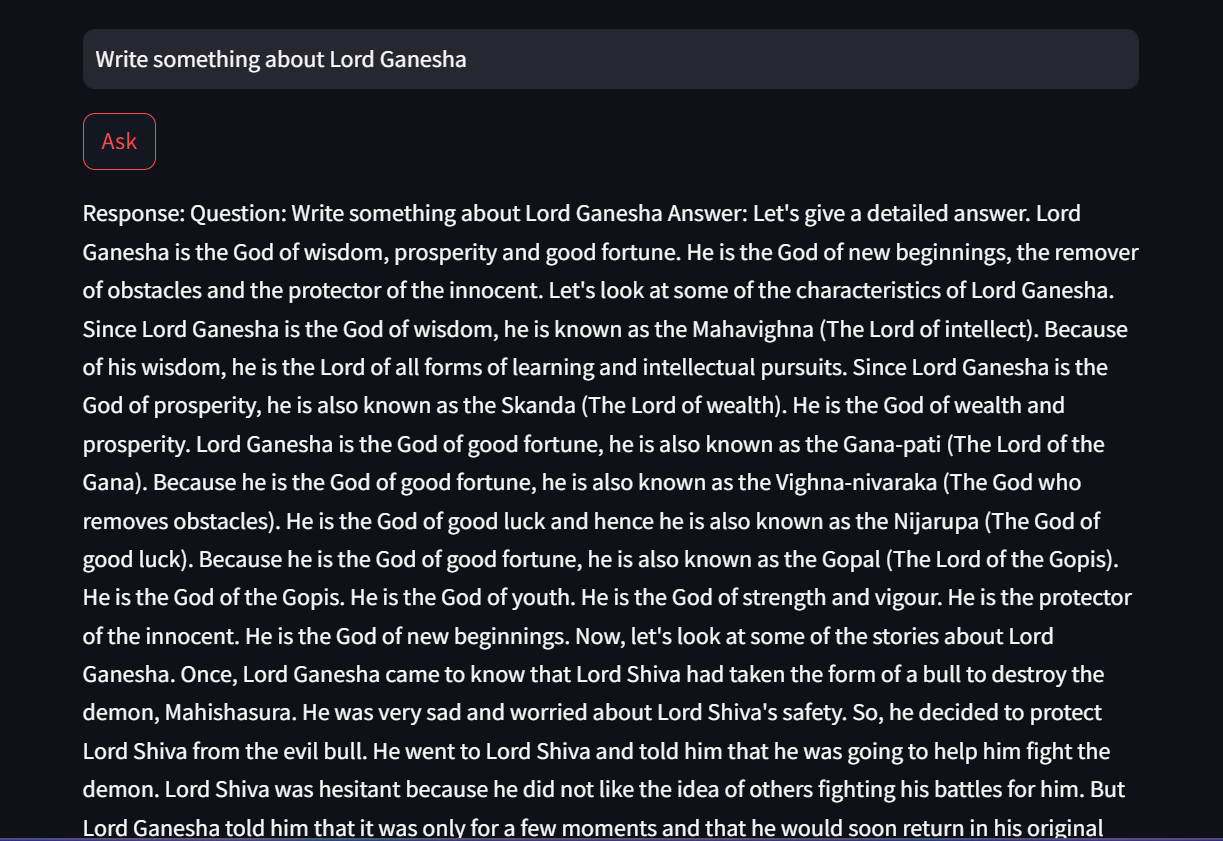 Write something about Lord Ganesha
Ask
Response: Question: Write something about Lord Ganesha Answer: Let's give a detailed answer. Lord
Ganesha is the God of wisdom, prosperity and good fortune. He is the God of new beginnings, the remover
of obstacles and the protector of the innocent. Let's look at some of the characteristics of Lord Ganesha.
Since Lord Ganesha is the God of wisdom, he is known as the Mahavighna (The Lord of intellect). Because
of his wisdom, he is the Lord of all forms of learning and intellectual pursuits. Since Lord Ganesha is the
God of prosperity, he is also known as the Skanda (The Lord of wealth). He is the God of wealth and
prosperity. Lord Ganesha is the God of good fortune, he is also known as the Gana-pati (The Lord of the
Gana). Because he is the God of good fortune, he is also known as the Vighna-nivaraka (The God who
removes obstacles). He is the God of good luck and hence he is also known as the Nijarupa (The God of
good luck). Because he is the God of good fortune, he is also known as the Gopal (The Lord of the Gopis).
He is the God of the Gopis. He is the God of youth. He is the God of strength and vigour. He is the protector
of the innocent. He is the God of new beginnings. Now, let's look at some of the stories about Lord
Ganesha. Once, Lord Ganesha came to know that Lord Shiva had taken the form of a bull to destroy the
demon, Mahishasura. He was very sad and worried about Lord Shiva's safety. So, he decided to protect
Lord Shiva from the evil bull. He went to Lord Shiva and told him that he was going to help him fight the
demon. Lord Shiva was hesitant because he did not like the idea of others fighting his battles for him. But
Lord Ganesha told him that it was only for a few moments and that he would soon return in his original